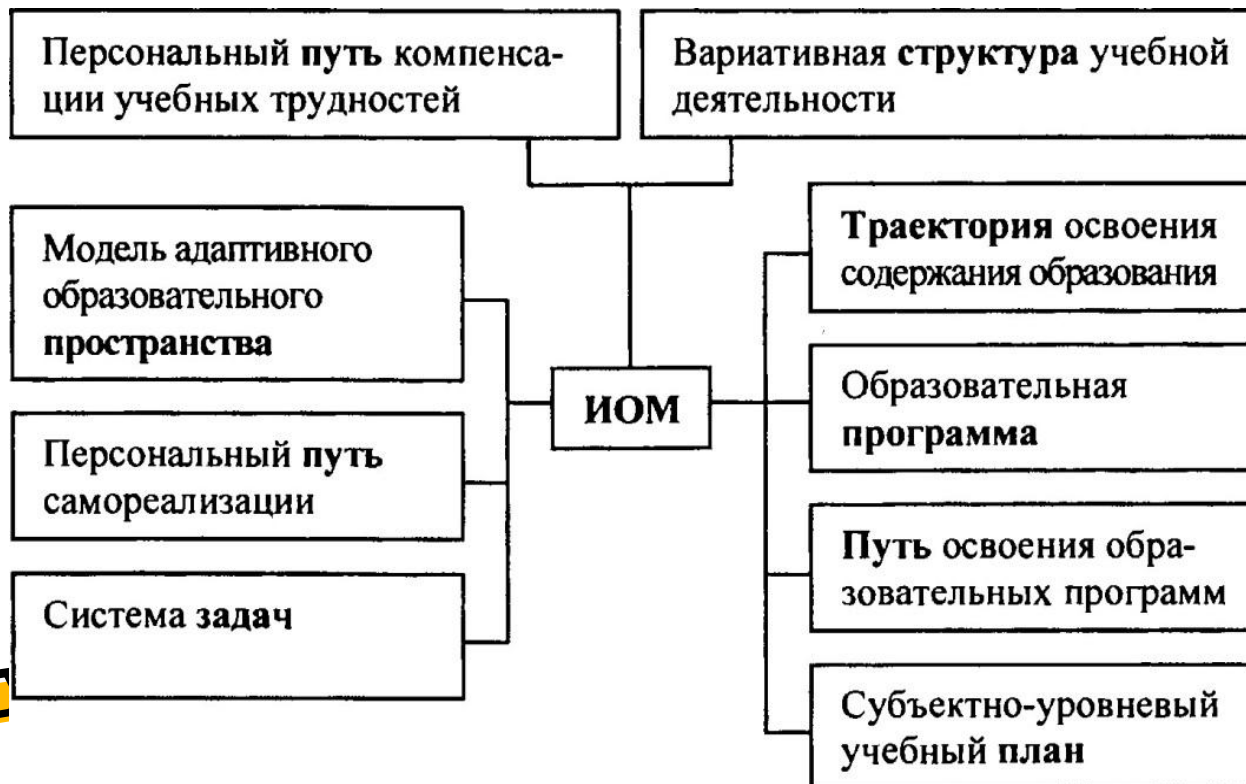 Персональный путь компенса-
ции учебных трудностей
Вариативная структура учебной
деятельности
Модель адаптивного
образовательного
пространства
Персональный путь
самореализации
Система задач
ИОМ
Траектория освоения
содержания образования
Образовательная
программа
Путь освоения обра-
зовательных программ
Субъектно-уровневый
учебный план